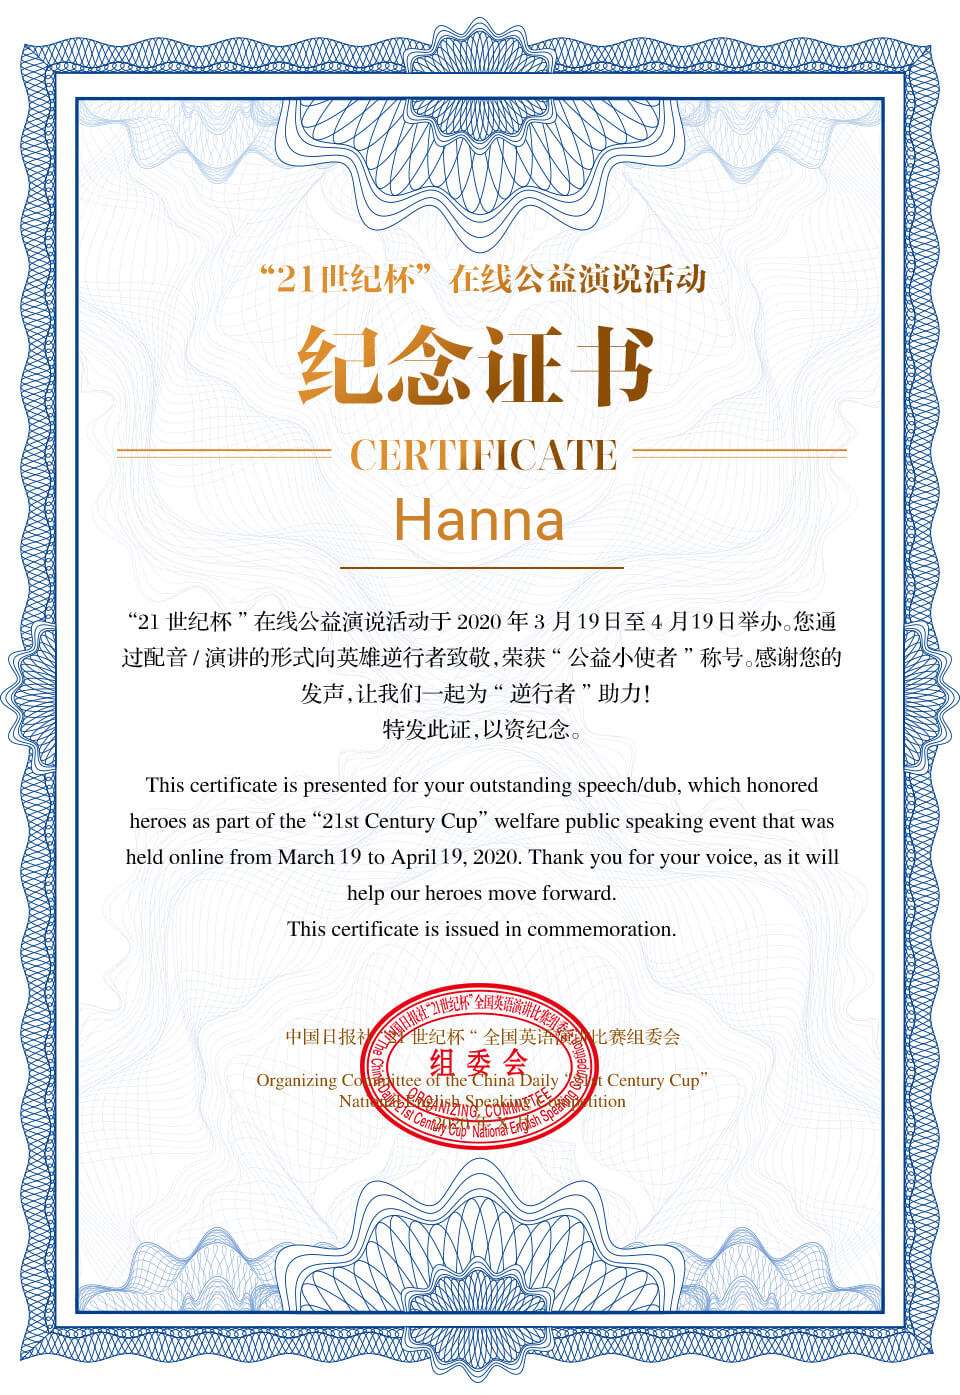 “21世纪杯”在线公益演说活动
纪念证书
CERTIFICATE
Hanna
“21 世纪杯 ” 在线公益演说活动于 2020 年 3 月 19日至 4 月19日举办。您通
过配音 / 演讲的形式向英雄逆行者致敬，荣获 “ 公益小使者 ” 称号。感谢您的
发声，让我们一起为 “ 逆行者 ” 助力！
特发此证，以资纪念。
This certificate is presented for your outstanding speech/dub, which honored
heroes as part of the “21st Century Cup” welfare public speaking event that was
held online from March 19 to April 19, 2020. Thank you for your voice, as it will
help our heroes move forward.
This certificate is issued in commemoration.
中国日报社“21 世纪杯 “ 全国英语演讲比赛组委会
Organizing Committee of the China Daily “21st Century Cup”
National English Speaking Competition
2020 年
中国日报社“21世纪杯”全国英语演讲比赛组委会
组委会
ORGANIZING COMMITTEE
The China Daily“21st Century Cup” National English Speaking Competition